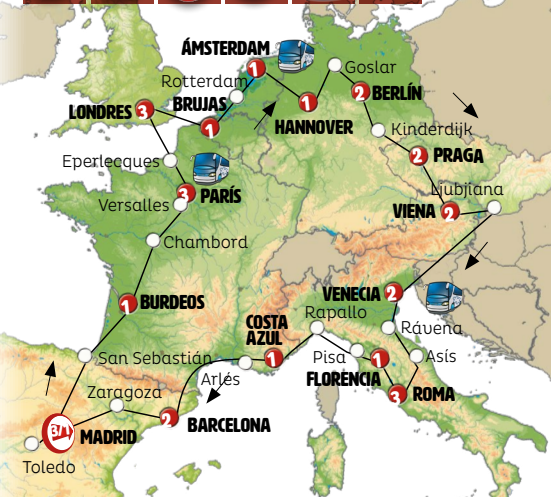 ÁMSTERDAM
1
Goslar
Rotterdam
2
BERLÍN
LONDRES
3
BRUJAS
1
1
HANNOVER
Kinderdijk
Eperlecques
2
PRAGA
3
PARÍS
Ljubjiana
Versalles
VIENA
2
Chambord
VENECIA
2
1
BURDEOS
COSTA
AZUL
Rapallo
Rávena
San Sebastián
1
Pisa
1
Asís
Arlés
FLORENCIA
Zaragoza
3
ROMA
3/1
MADRID
2
BARCELONA
Toledo